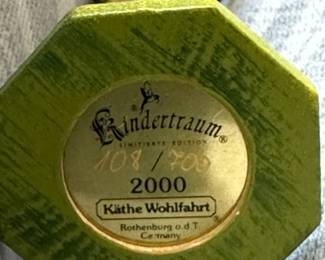 Kindertraum®
LIMITIERTE EDITION
108 / 700
2000
Käthe Wohlfahrt®
Rothenburg o.d.T.
Germany